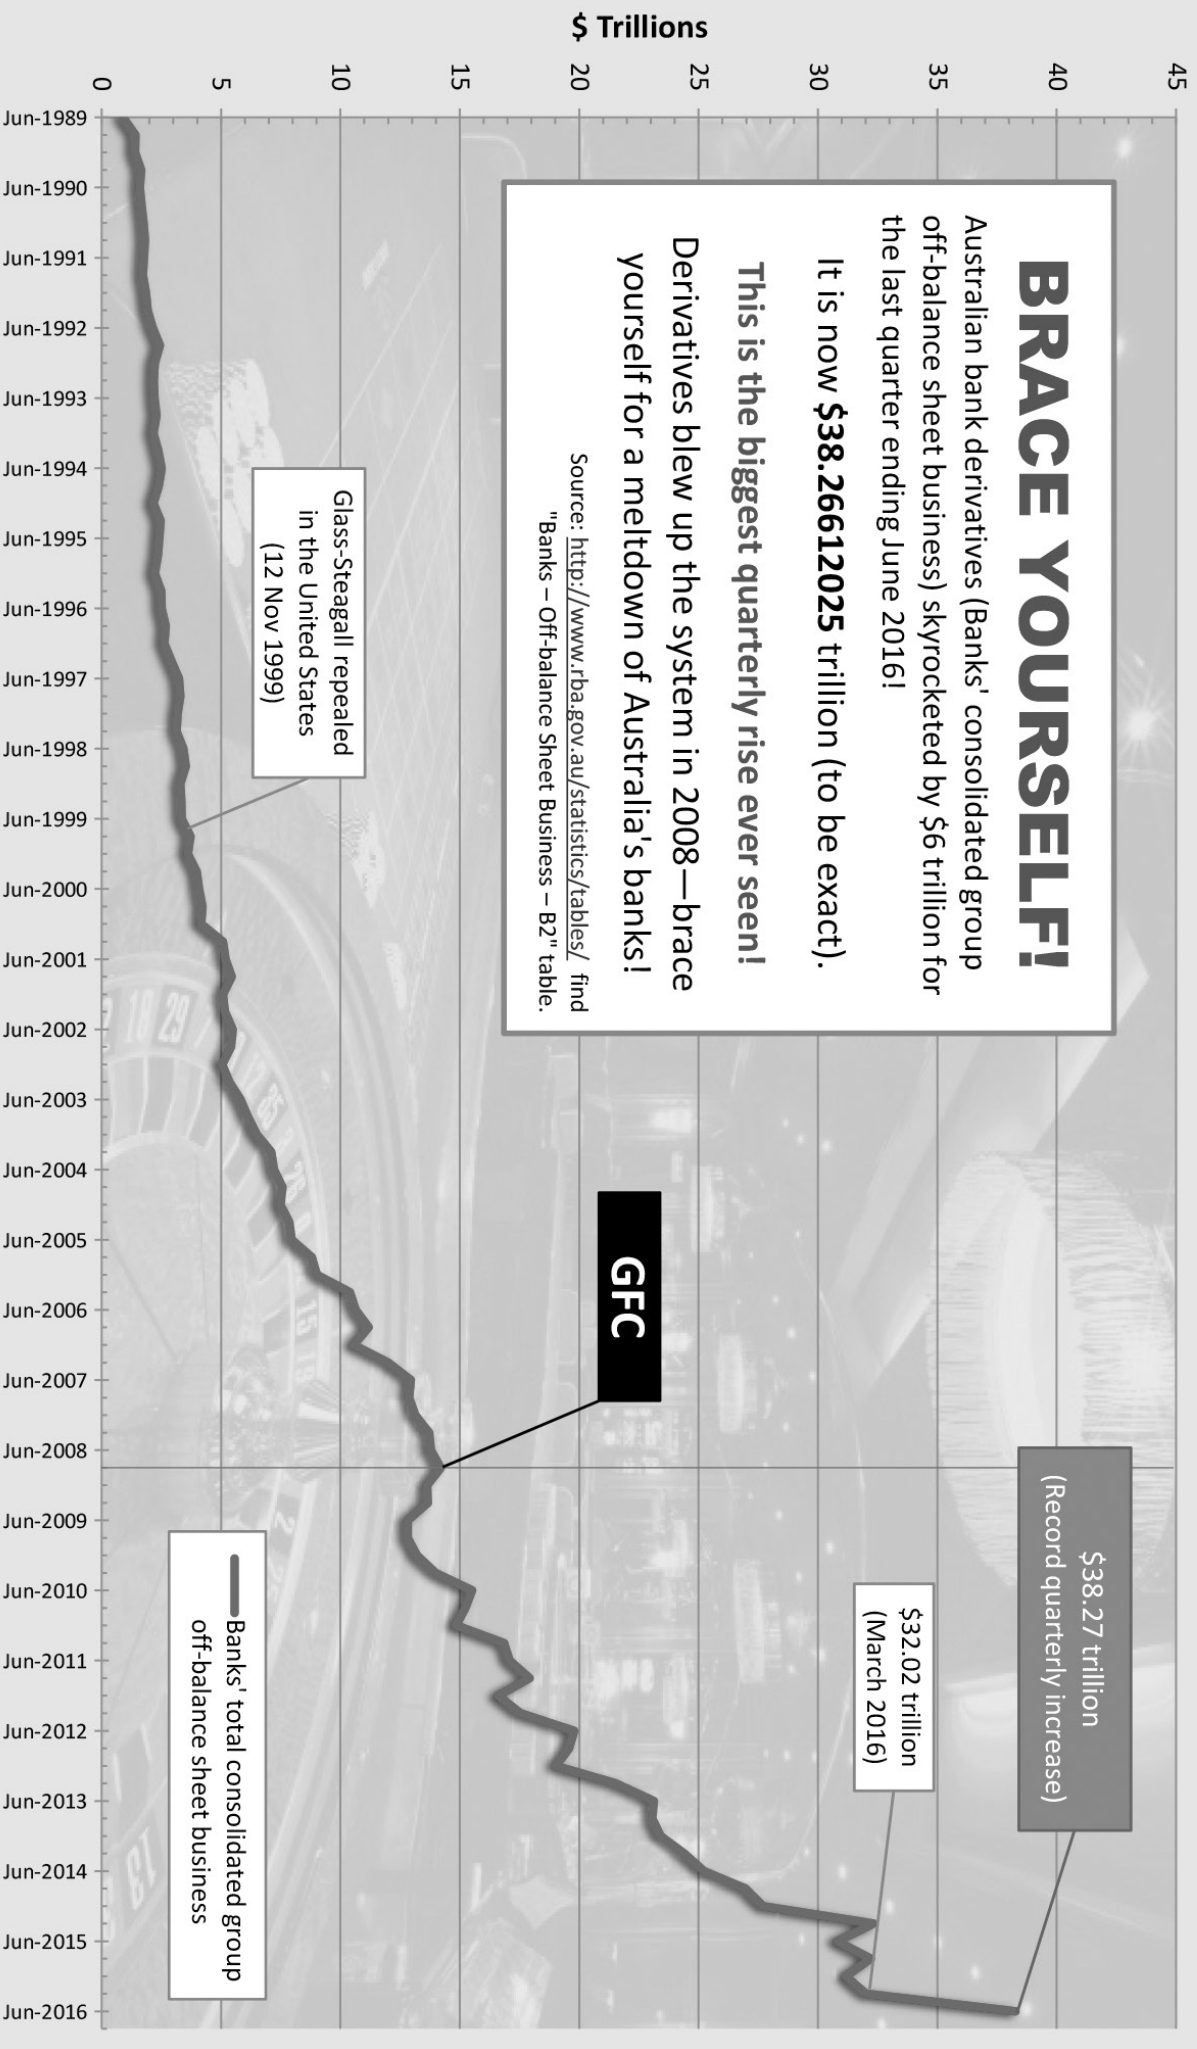 BRACE YOURSELF!
Australian bank derivatives (Banks' consolidated group
off-balance sheet business) skyrocketed by $6 trillion for
the last quarter ending June 2016!
It is now $38.26612025 trillion (to be exact).
This is the biggest quarterly rise ever seen!
Derivatives blew up the system in 2008—brace
yourself for a meltdown of Australia's banks!
Source: http://www.rba.gov.au/statistics/tables/ find
"Banks – Off-balance Sheet Business – B2" table.
$38.27 trillion
(Record quarterly increase)
$32.02 trillion
(March 2016)
GFC
Glass-Steagall repealed
in the United States
(12 Nov 1999)
Banks' total consolidated group
off-balance sheet business
$ Trillions
45
40
35
30
25
20
15
10
5
0
Jun-1989
Jun-1990
Jun-1991
Jun-1992
Jun-1993
Jun-1994
Jun-1995
Jun-1996
Jun-1997
Jun-1998
Jun-1999
Jun-2000
Jun-2001
Jun-2002
Jun-2003
Jun-2004
Jun-2005
Jun-2006
Jun-2007
Jun-2008
Jun-2009
Jun-2010
Jun-2011
Jun-2012
Jun-2013
Jun-2014
Jun-2015
Jun-2016